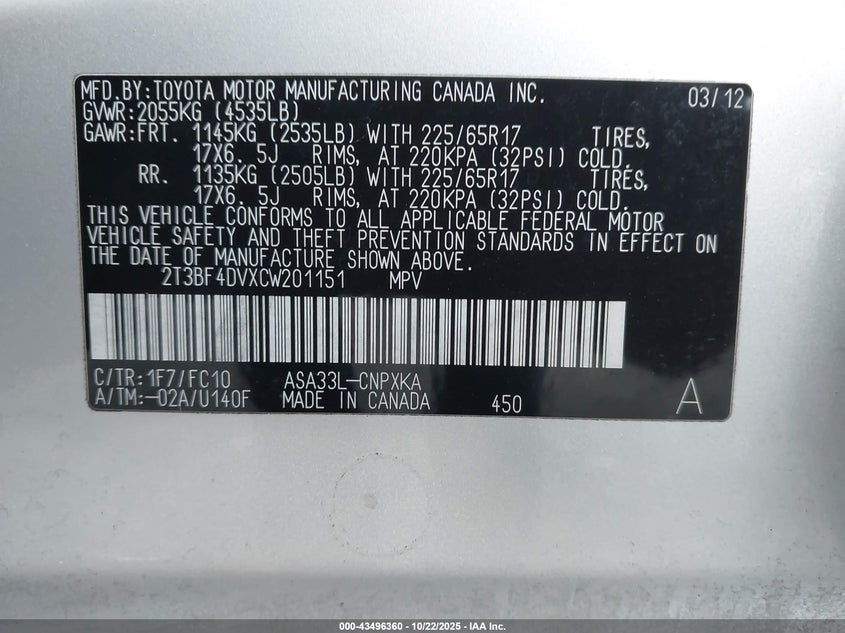 MFD.BY:TOYOTA MOTOR MANUFACTURING CANADA INC. 03/12
GVWR:2055KG (4535LB)
GAWR:FRT. 1145KG (2535LB) WITH 225/65R17 TIRES,
17X6. 5J RIMS, AT 220KPA (32PSI) COLD.
RR. 1135KG (2505LB) WITH 225/65R17 TIRES,
17X6. 5J RIMS, AT 220KPA (32PSI) COLD.
THIS VEHICLE CONFORMS TO ALL APPLICABLE FEDERAL MOTOR
VEHICLE SAFETY AND THEFT PREVENTION STANDARDS IN EFFECT ON
THE DATE OF MANUFACTURE SHOWN ABOVE.
2T3BF4DVXCW201151 MPV
C/TR:1F7/FC10 ASA33L-CNPXKA
A/TM:-02A/U140F MADE IN CANADA 450 A
000-43496360 - 10/22/2025 - IAA Inc.